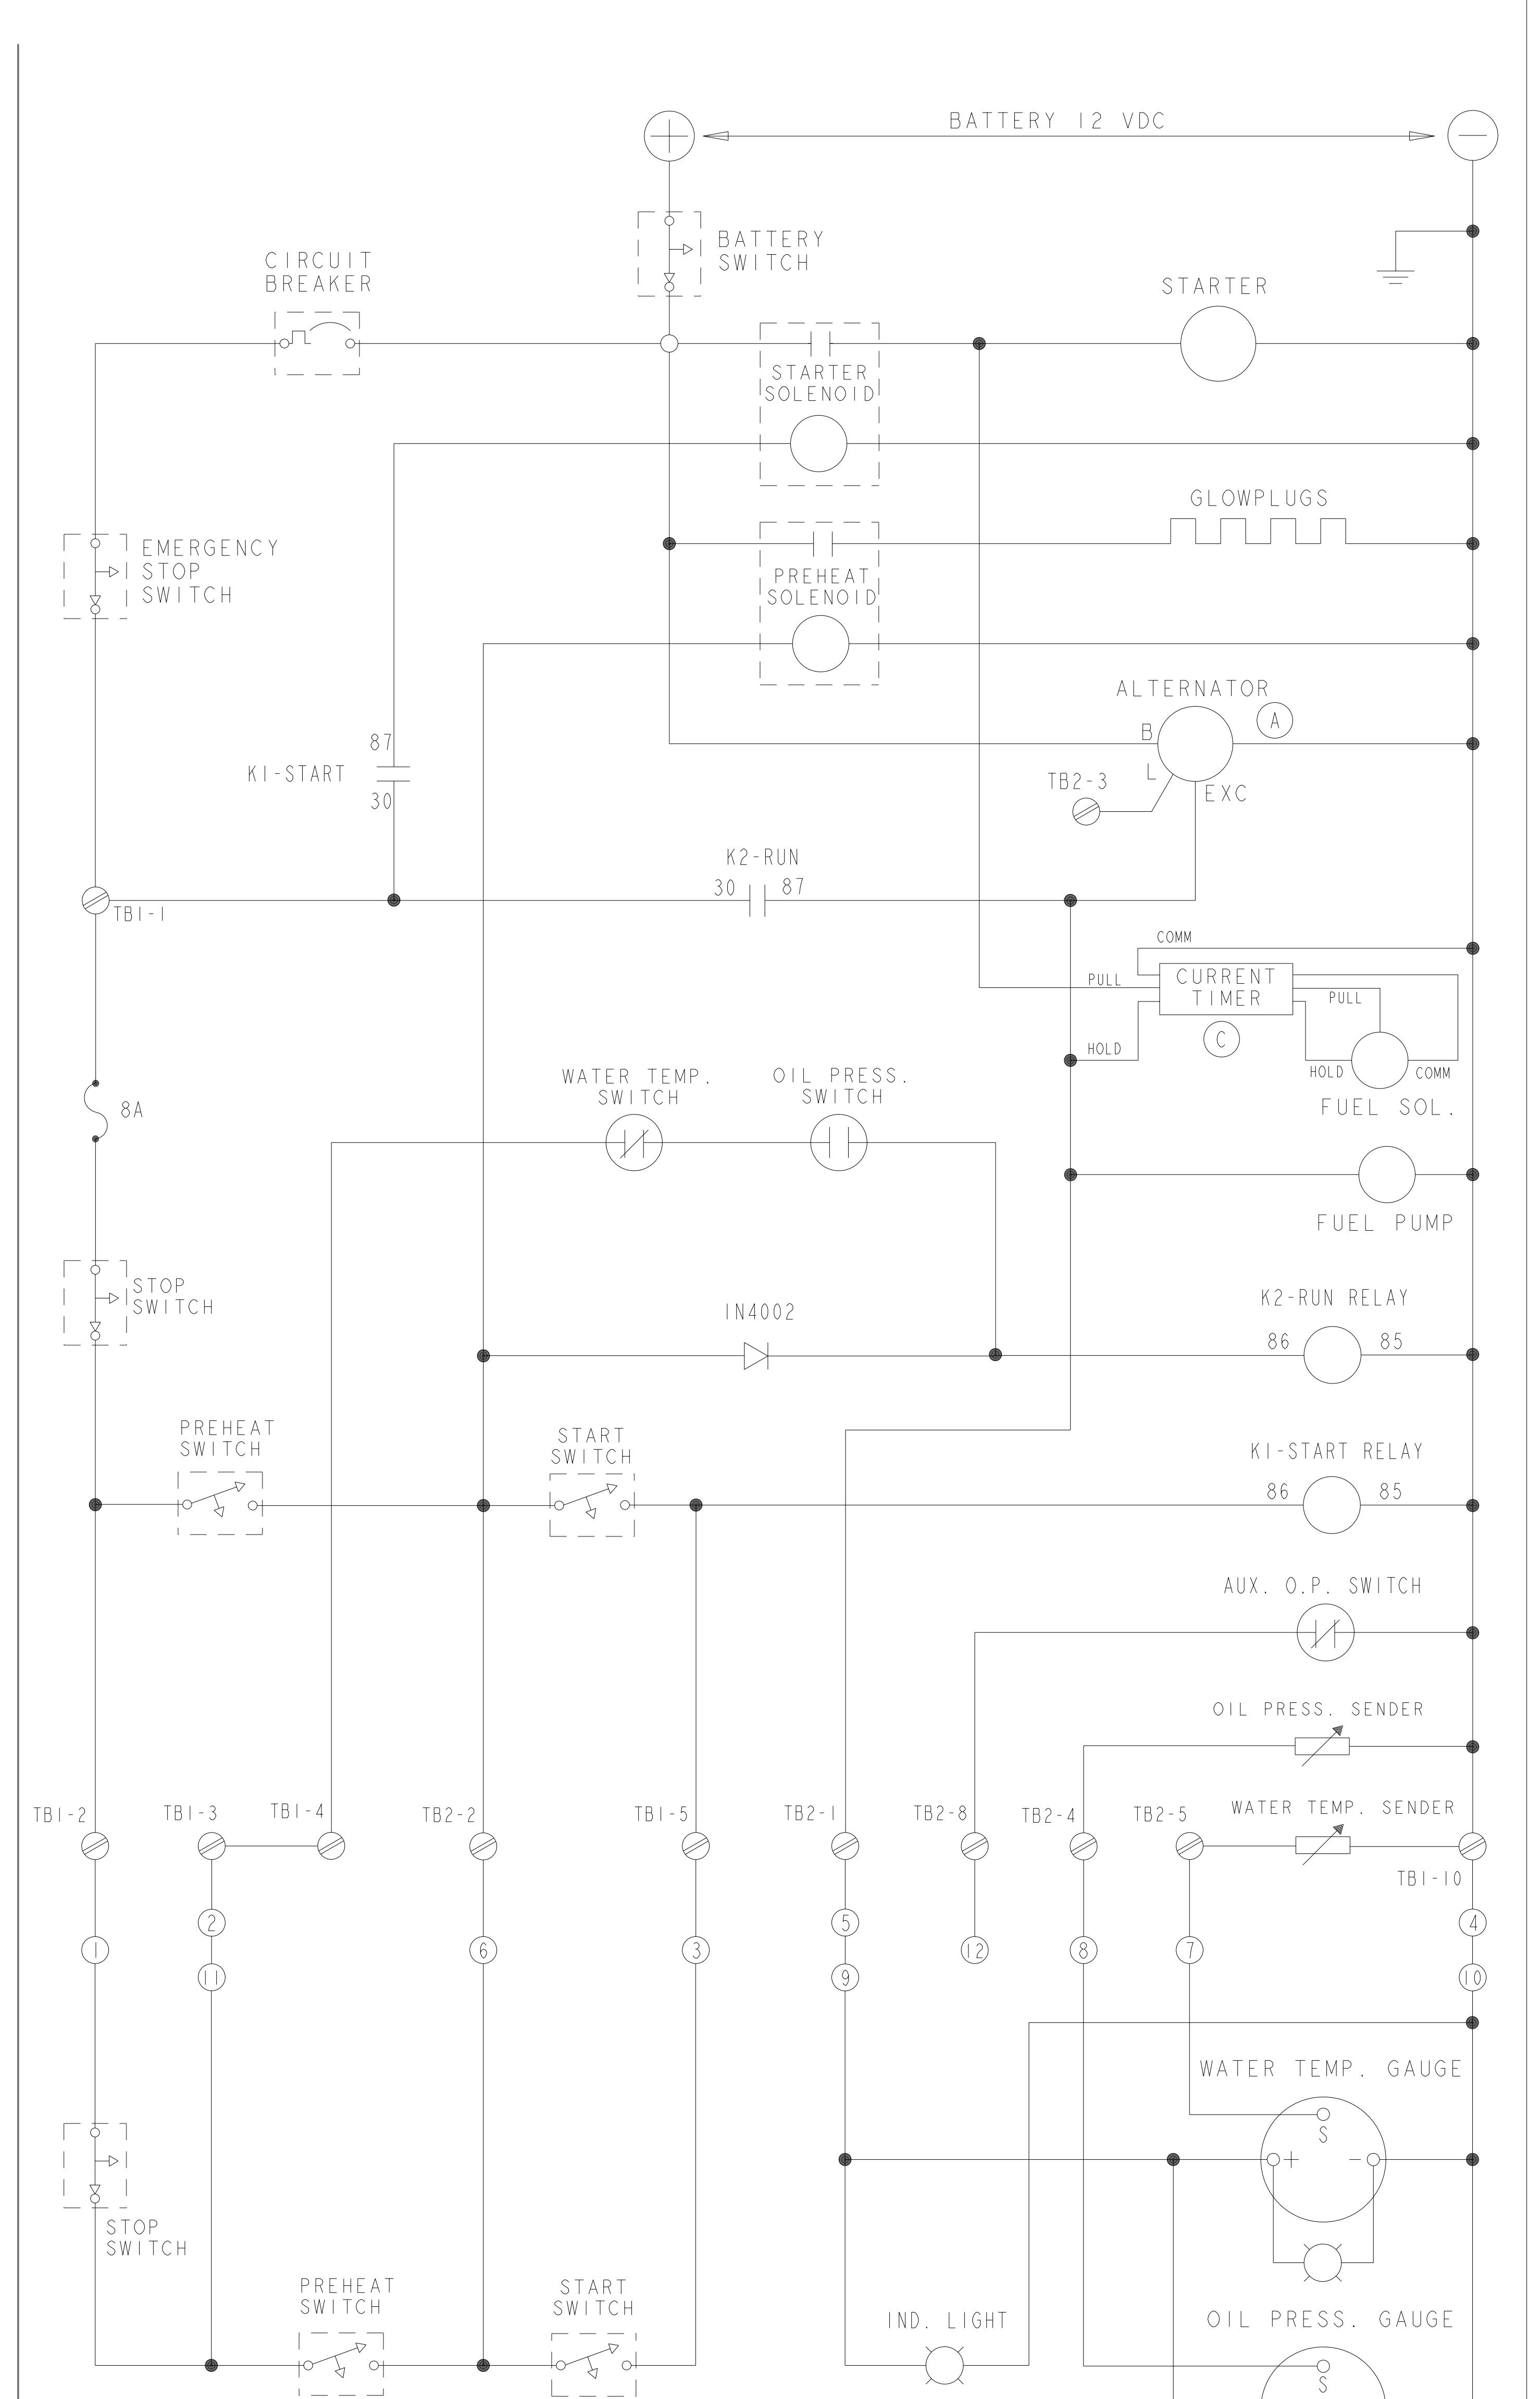 BATTERY 12 VDC
BATTERY
SWITCH
CIRCUIT
BREAKER
STARTER
STARTER
SOLENOID
GLOWPLUGS
EMERGENCY
STOP
SWITCH
PREHEAT
SOLENOID
ALTERNATOR
A
B
L
EXC
87
K1-START
30
TB2-3
K2-RUN
30
87
TB1-1
COMM
PULL
CURRENT
TIMER
PULL
C
HOLD
HOLD
COMM
FUEL SOL.
8A
WATER TEMP.
SWITCH
OIL PRESS.
SWITCH
FUEL PUMP
STOP
SWITCH
IN4002
K2-RUN RELAY
86
85
PREHEAT
SWITCH
START
SWITCH
K1-START RELAY
86
85
AUX. O.P. SWITCH
OIL PRESS. SENDER
TB1-2
TB1-3
TB1-4
TB2-2
TB1-5
TB2-1
TB2-8
TB2-4
TB2-5
WATER TEMP. SENDER
TB1-10
2
5
4
1
6
3
12
8
7
11
9
10
WATER TEMP. GAUGE
S
+
-
STOP
SWITCH
PREHEAT
SWITCH
START
SWITCH
IND. LIGHT
OIL PRESS. GAUGE
S